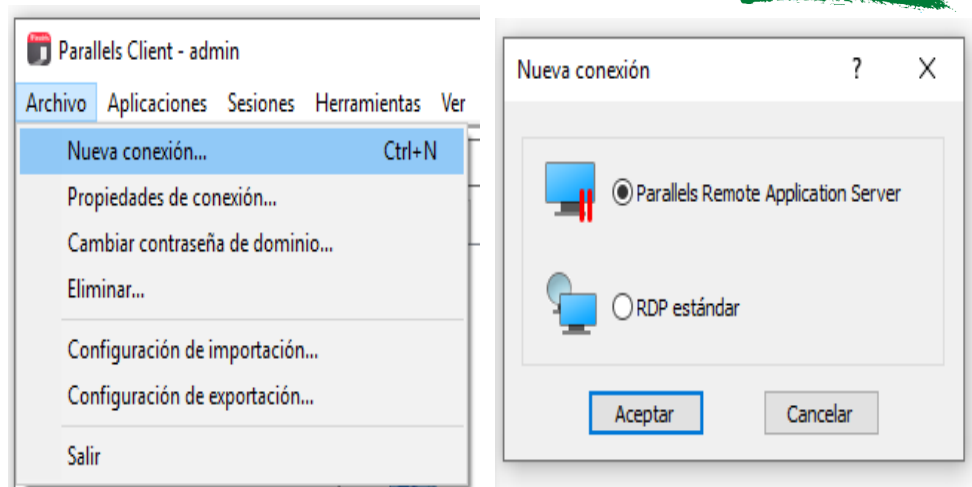 Parallels Client - admin
Archivo Aplicaciones Sesiones Herramientas Ver
Nueva conexión... Ctrl+N
Propiedades de conexión...
Cambiar contraseña de dominio...
Eliminar...
Configuración de importación...
Configuración de exportación...
Salir
Nueva conexión ? X
Parallels Remote Application Server
RDP estándar
Aceptar Cancelar